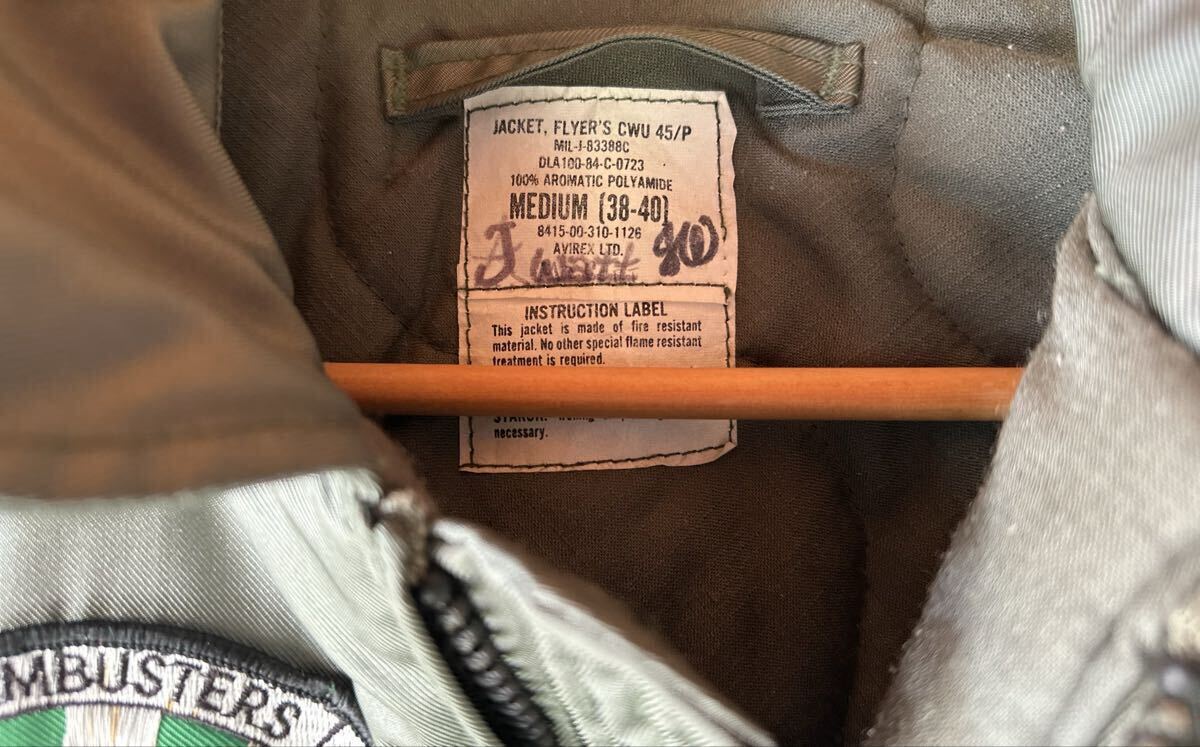 JACKET, FLYER'S CWU 45/P
MIL-J-83388C
DLA100-84-C-0723
100% AROMATIC POLYAMIDE
MEDIUM (38-40)
8415-00-310-1126
AVIREX LTD.
J
INSTRUCTION LABEL
This jacket is made of fire resistant
material. No other special flame resistant
treatment is required.
necessary.
MBUSTERS